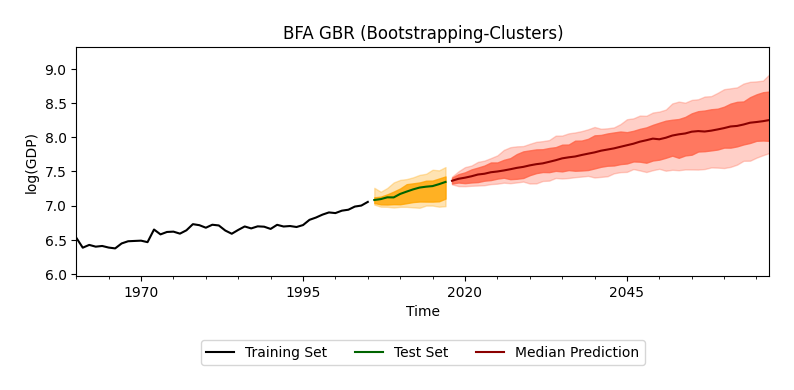 BFA GBR (Bootstrapping-Clusters)
9.0
8.5
8.0
7.5
7.0
6.5
6.0
log(GDP)
1970 1995 2020 2045
Time
Training Set Test Set Median Prediction